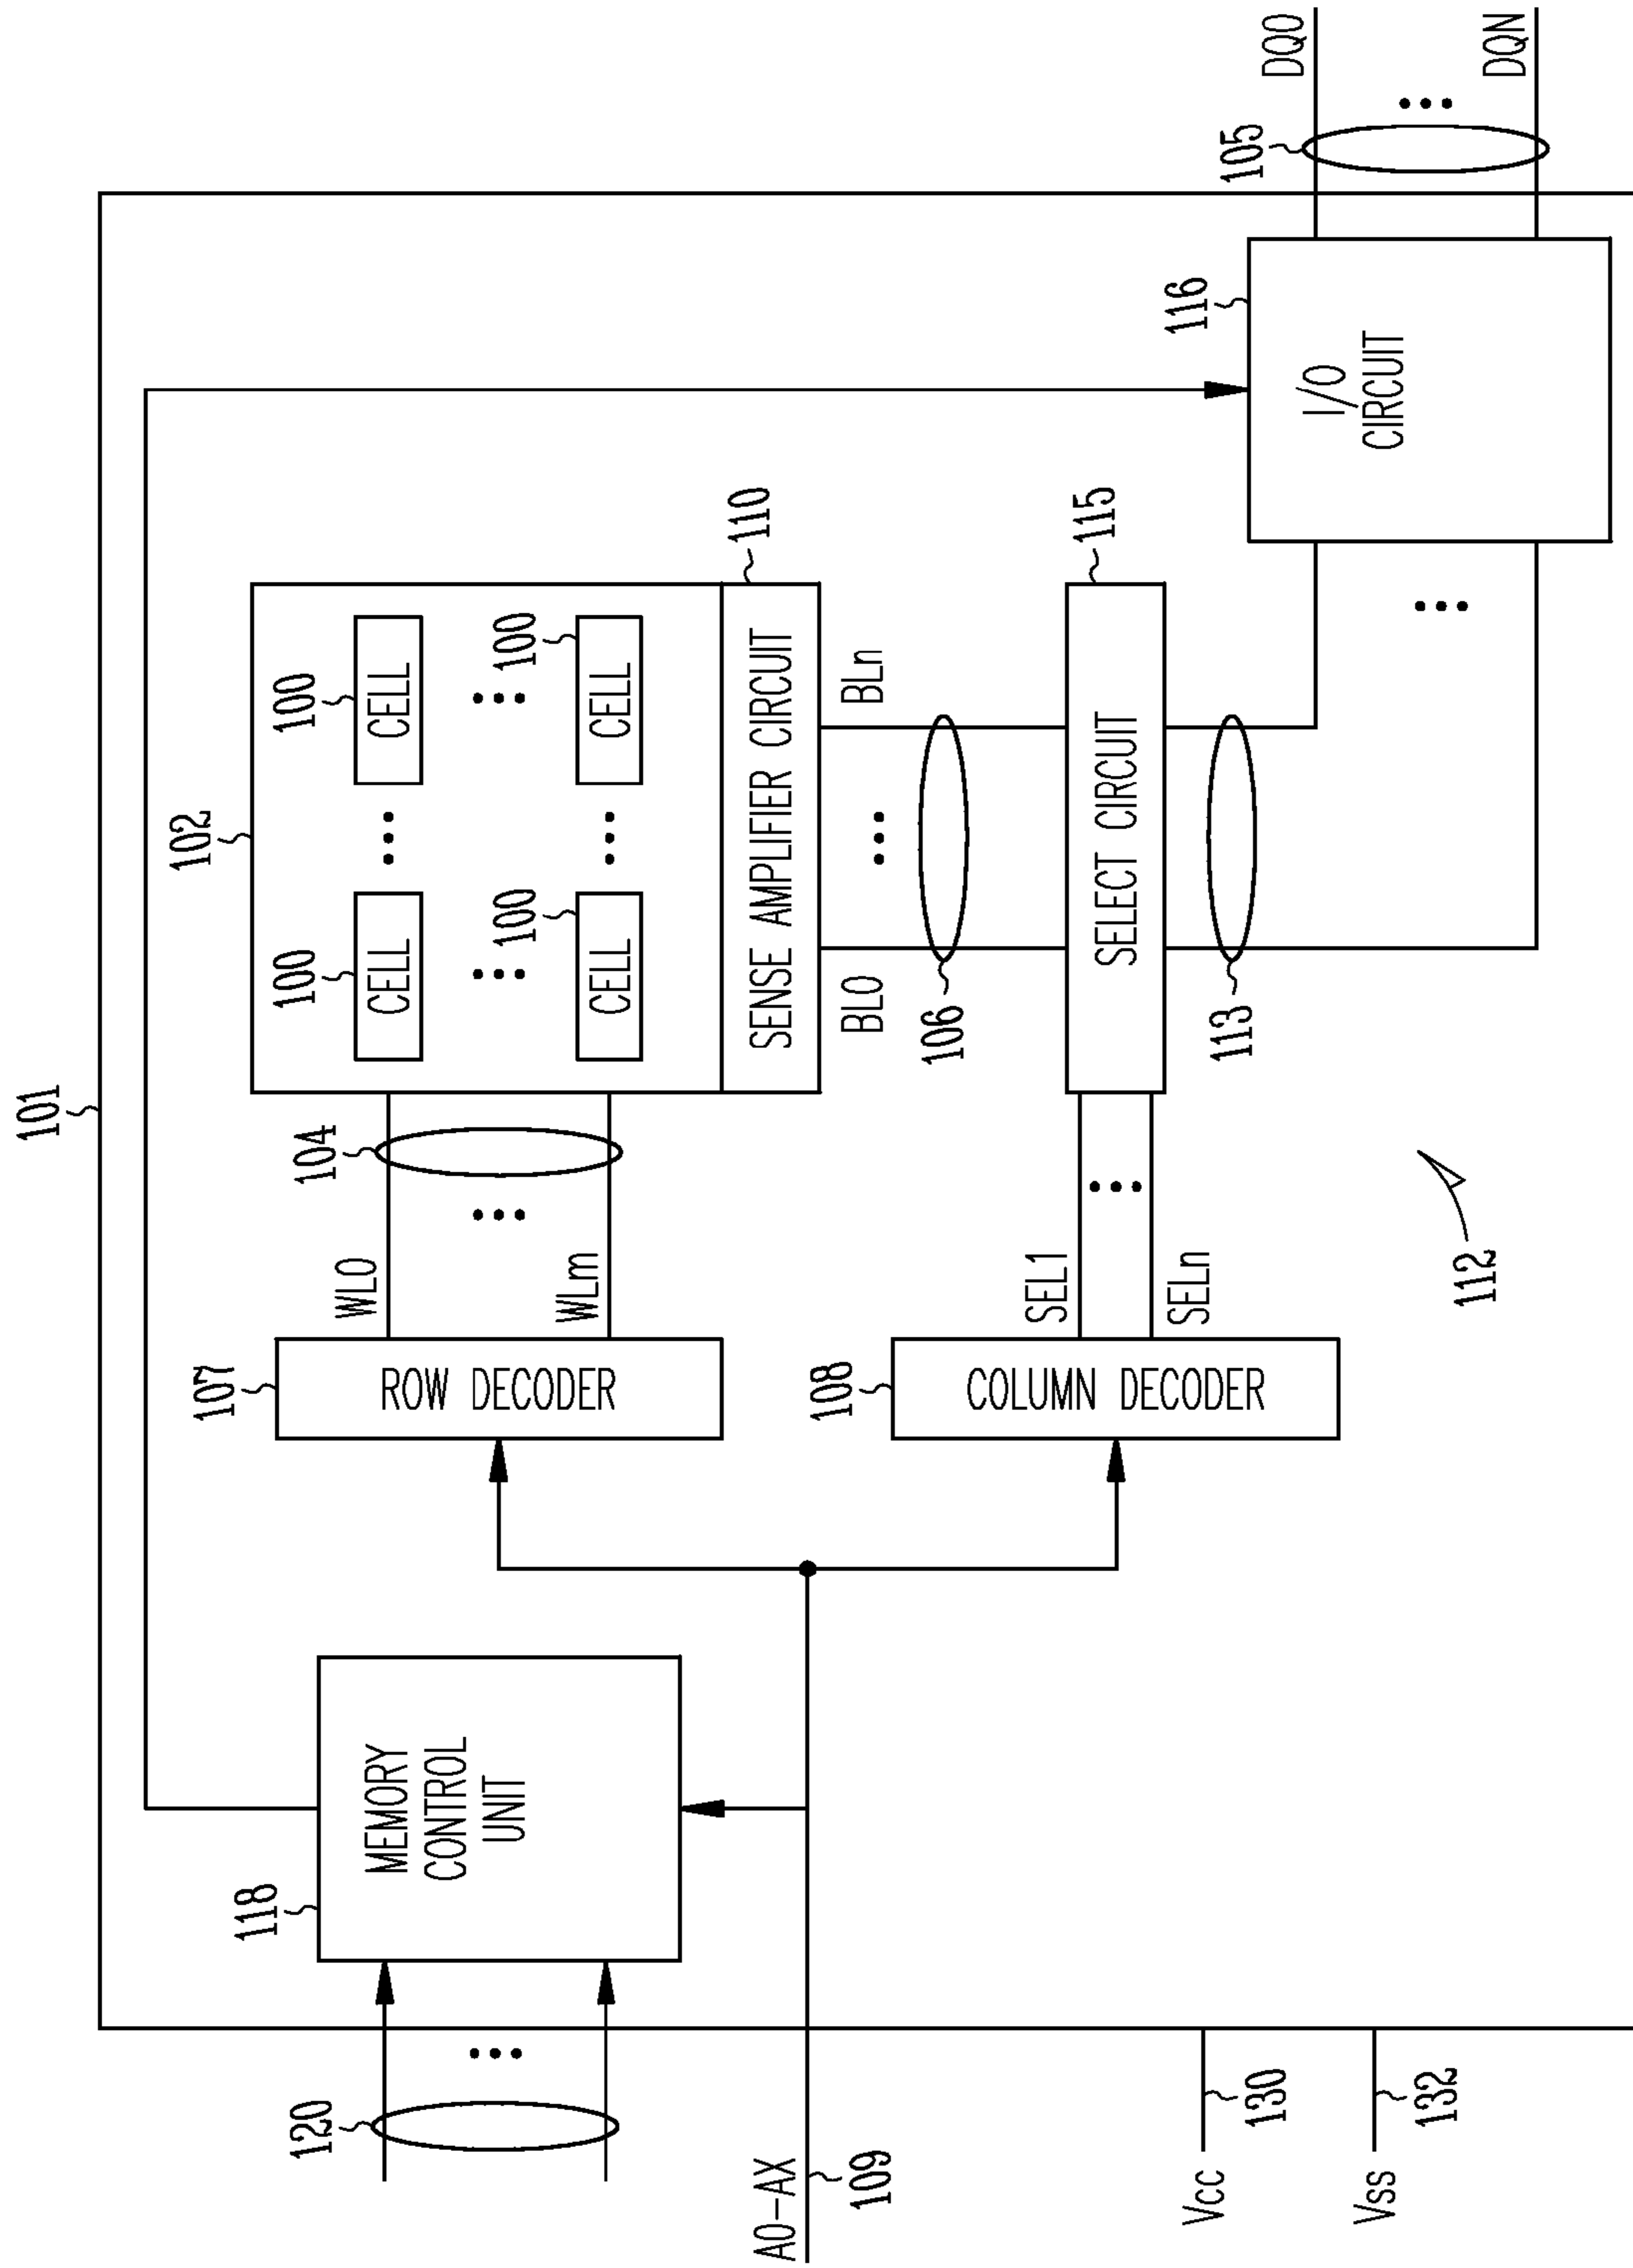 101
102
100
CELL
100
CELL
100
CELL
100
CELL
SENSE AMPLIFIER CIRCUIT
110
104
WL0
WLm
107
ROW DECODER
118
MEMORY
CONTROL
UNIT
120
A0-AX
109
BL0
BLn
106
SELECT CIRCUIT
115
SEL1
SELn
108
COLUMN DECODER
113
116
I/O
CIRCUIT
105
DQ0
DQN
112
Vcc
130
Vss
132